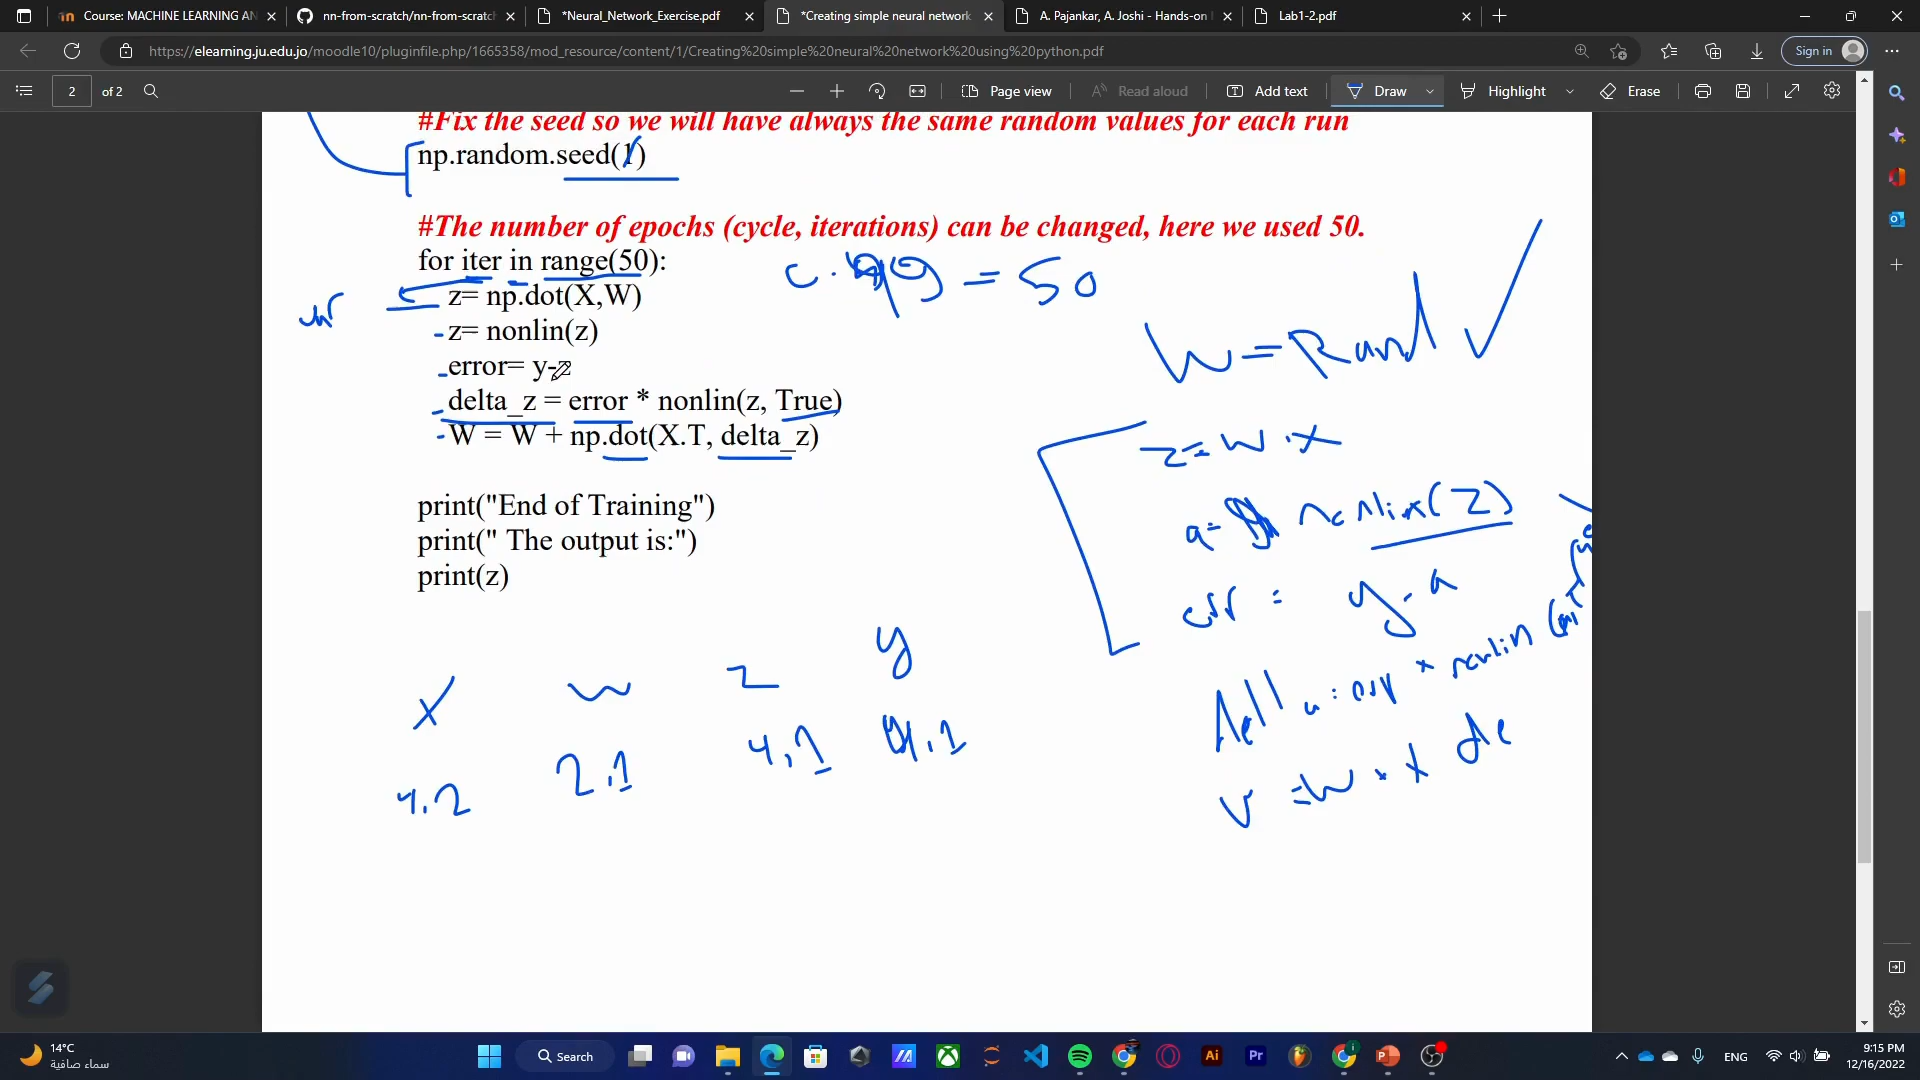 Course: MACHINE LEARNING AN
nn-from-scratch/nn-from-scratch
*Neural_Network_Exercise.pdf
*Creating simple neural network
A. Pajankar, A. Joshi - Hands-on
Lab1-2.pdf
https://elearning.ju.edu.jo/moodle10/pluginfile.php/1665358/mod_resource/content/1/Creating%20simple%20neural%20network%20using%20python.pdf
Sign in
2 of 2
Page view
Read aloud
Add text
Draw
Highlight
Erase
#Fix the seed so we will have always the same random values for each run
np.random.seed(1)
#The number of epochs (cycle, iterations) can be changed, here we used 50.
for iter in range(50):
= 50
z= np.dot(X,W)
z= nonlin(z)
W = Rand
error= y-z
delta_z = error * nonlin(z, True)
W = W + np.dot(X.T, delta_z)
z = W . x
print("End of Training")
a = nonlin(z)
print(" The output is:")
print(z)
err = y - a
x w z y
4,2 2,1 4,1 4,1
Search
ENG
9:15 PM
12/16/2022
14°C
سماء صافية